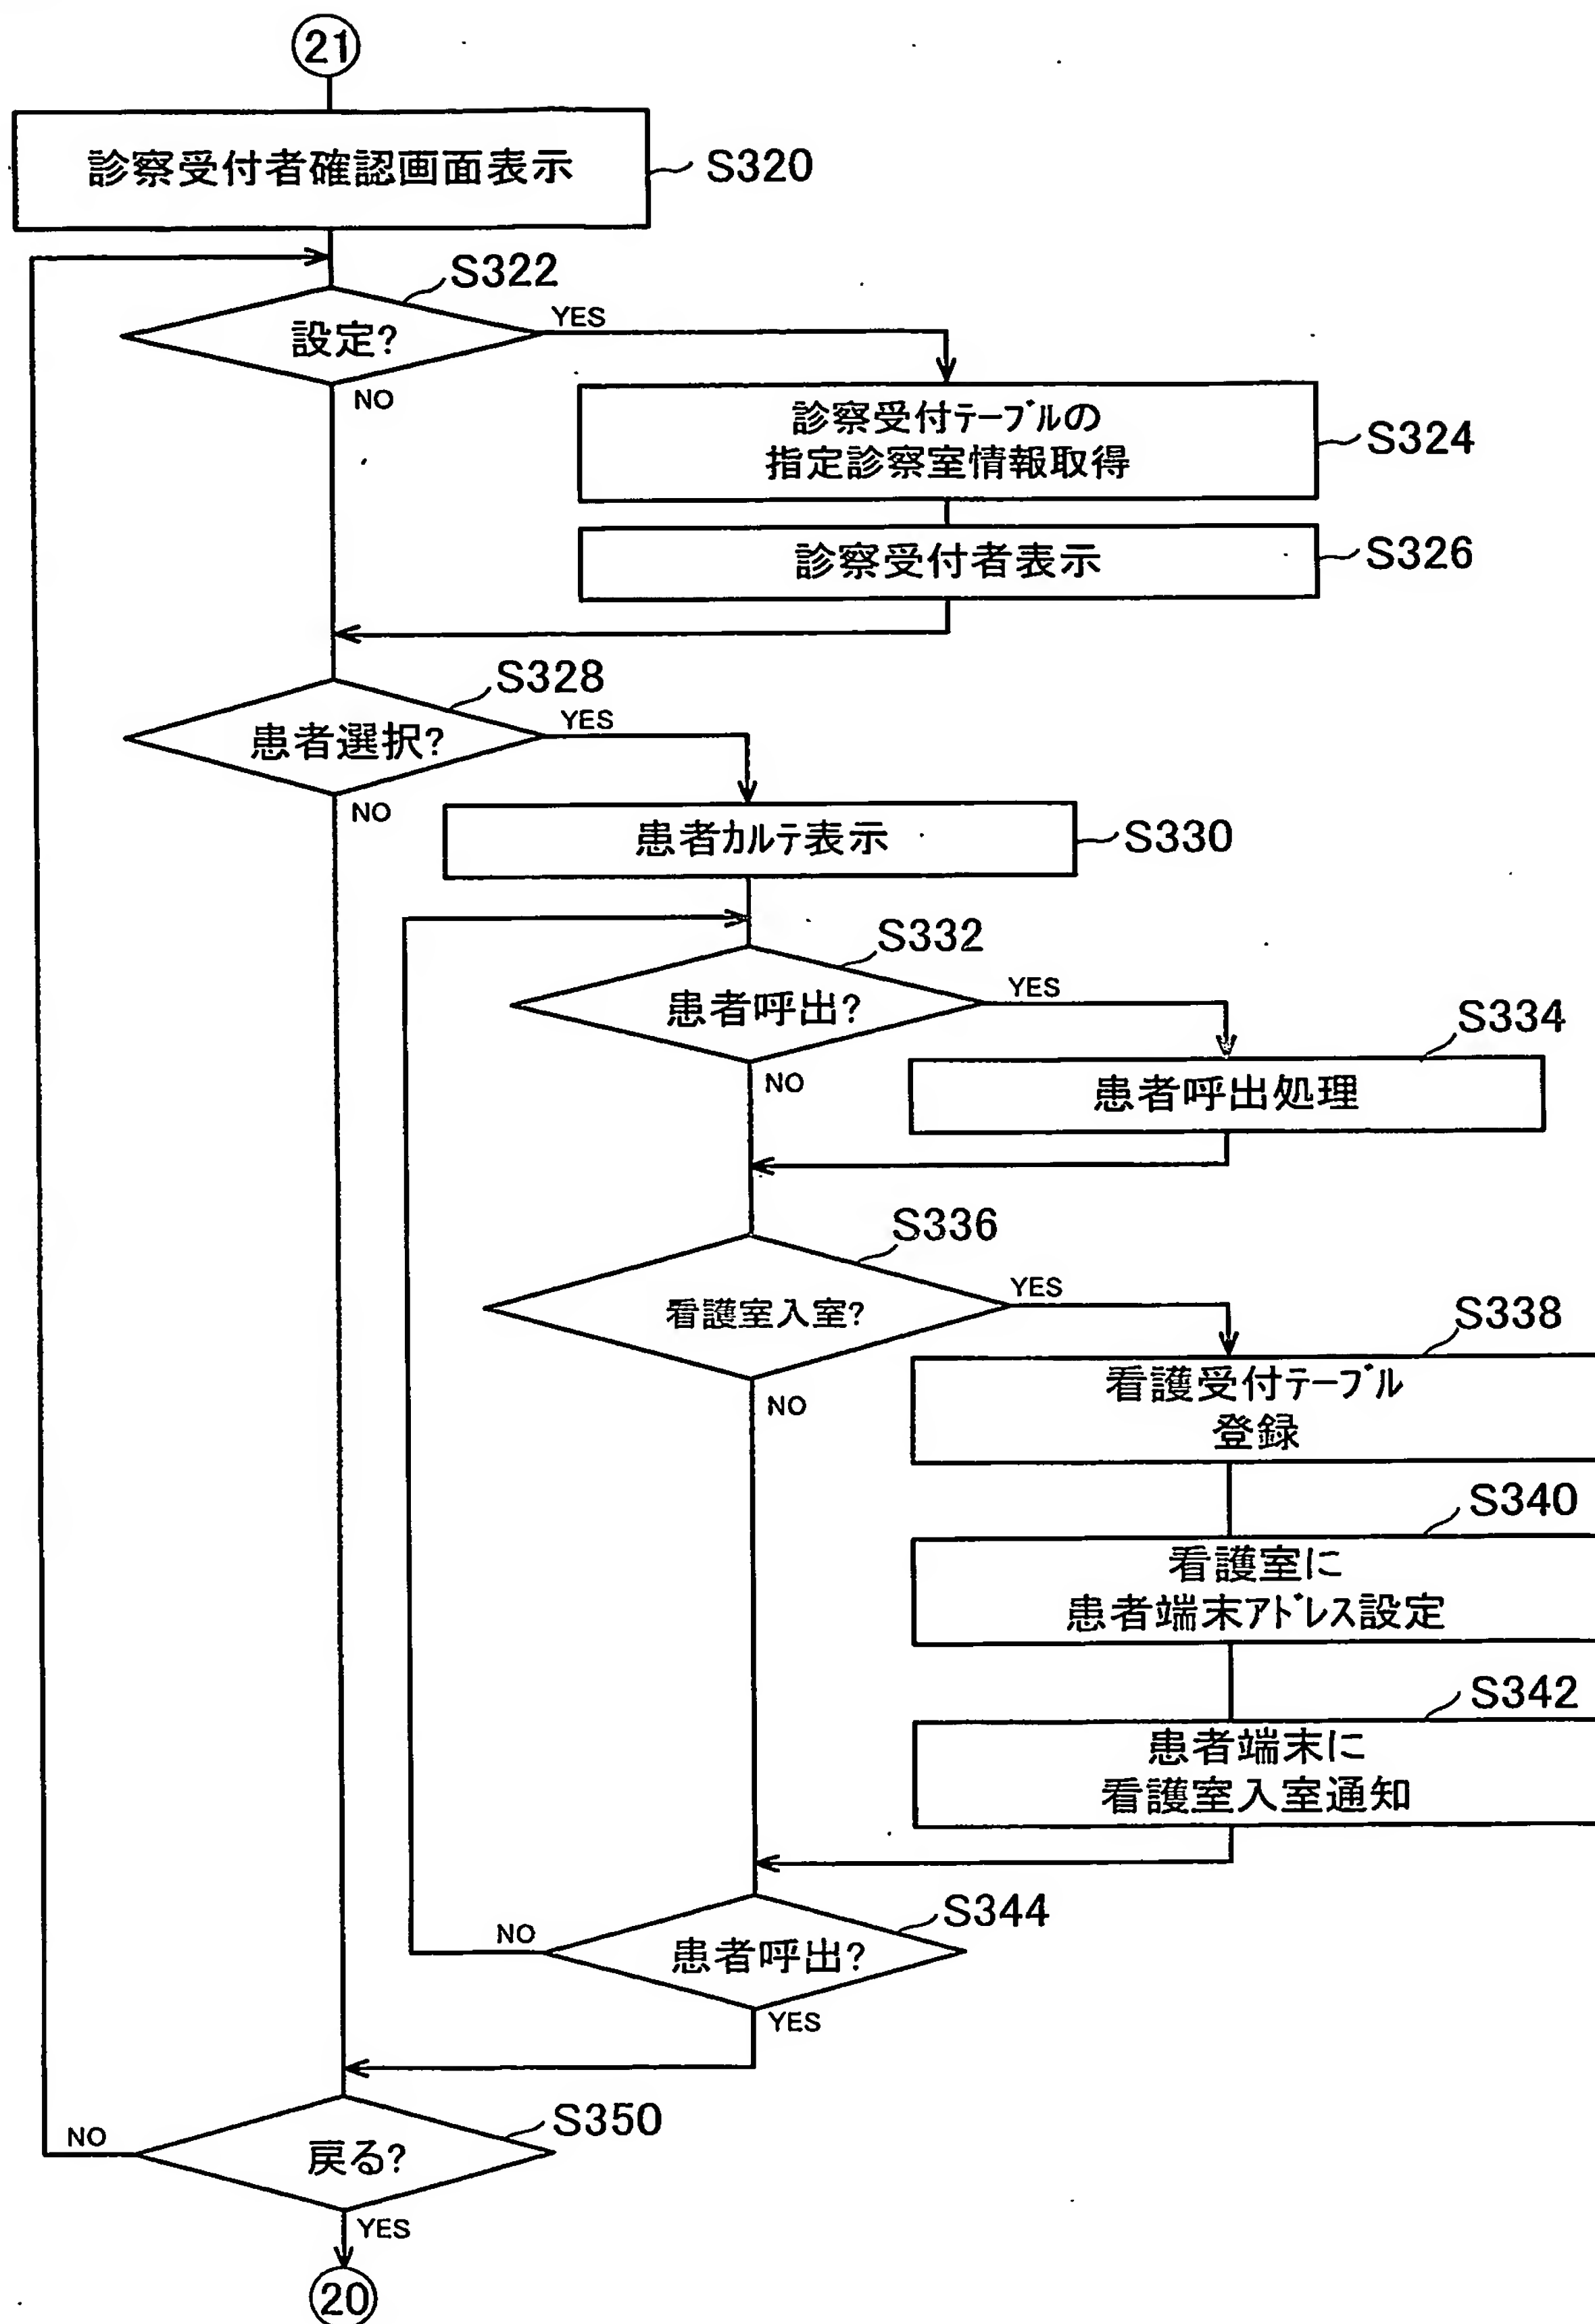 21
診察受付者確認画面表示
S320
S322
設定?
YES
NO
診察受付テーブルの
指定診察室情報取得
S324
診察受付者表示
S326
S328
患者選択?
YES
NO
患者カルテ表示
S330
S332
患者呼出?
YES
NO
S334
患者呼出処理
S336
看護室入室?
YES
NO
S338
看護受付テーブル
登録
S340
看護室に
患者端末アドレス設定
S342
患者端末に
看護室入室通知
S344
患者呼出?
NO
YES
S350
戻る?
NO
YES
20